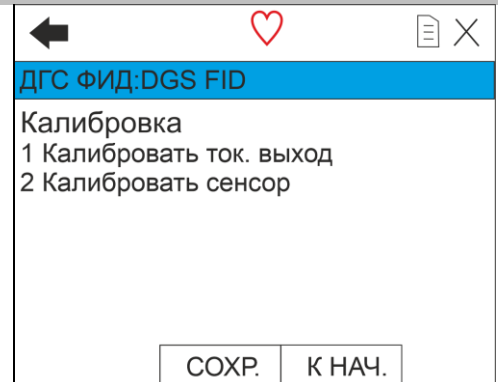 ДГС ФИД:DGS FID
Калибровка
1 Калибровать ток. выход
2 Калибровать сенсор
СОХР.
К НАЧ.